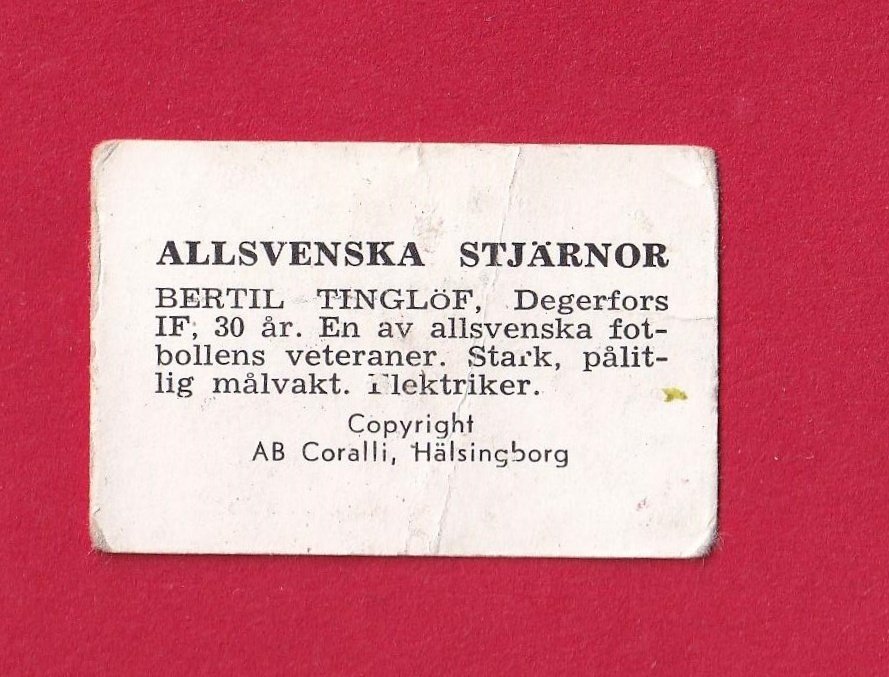 ALLSVENSKA STJÄRNOR
BERTIL TINGLÖF, Degerfors
IF, 30 år. En av allsvenska fot-
bollens veteraner. Stark, pålit-
lig målvakt. Elektriker.
Copyright
AB Coralli, Hälsingborg